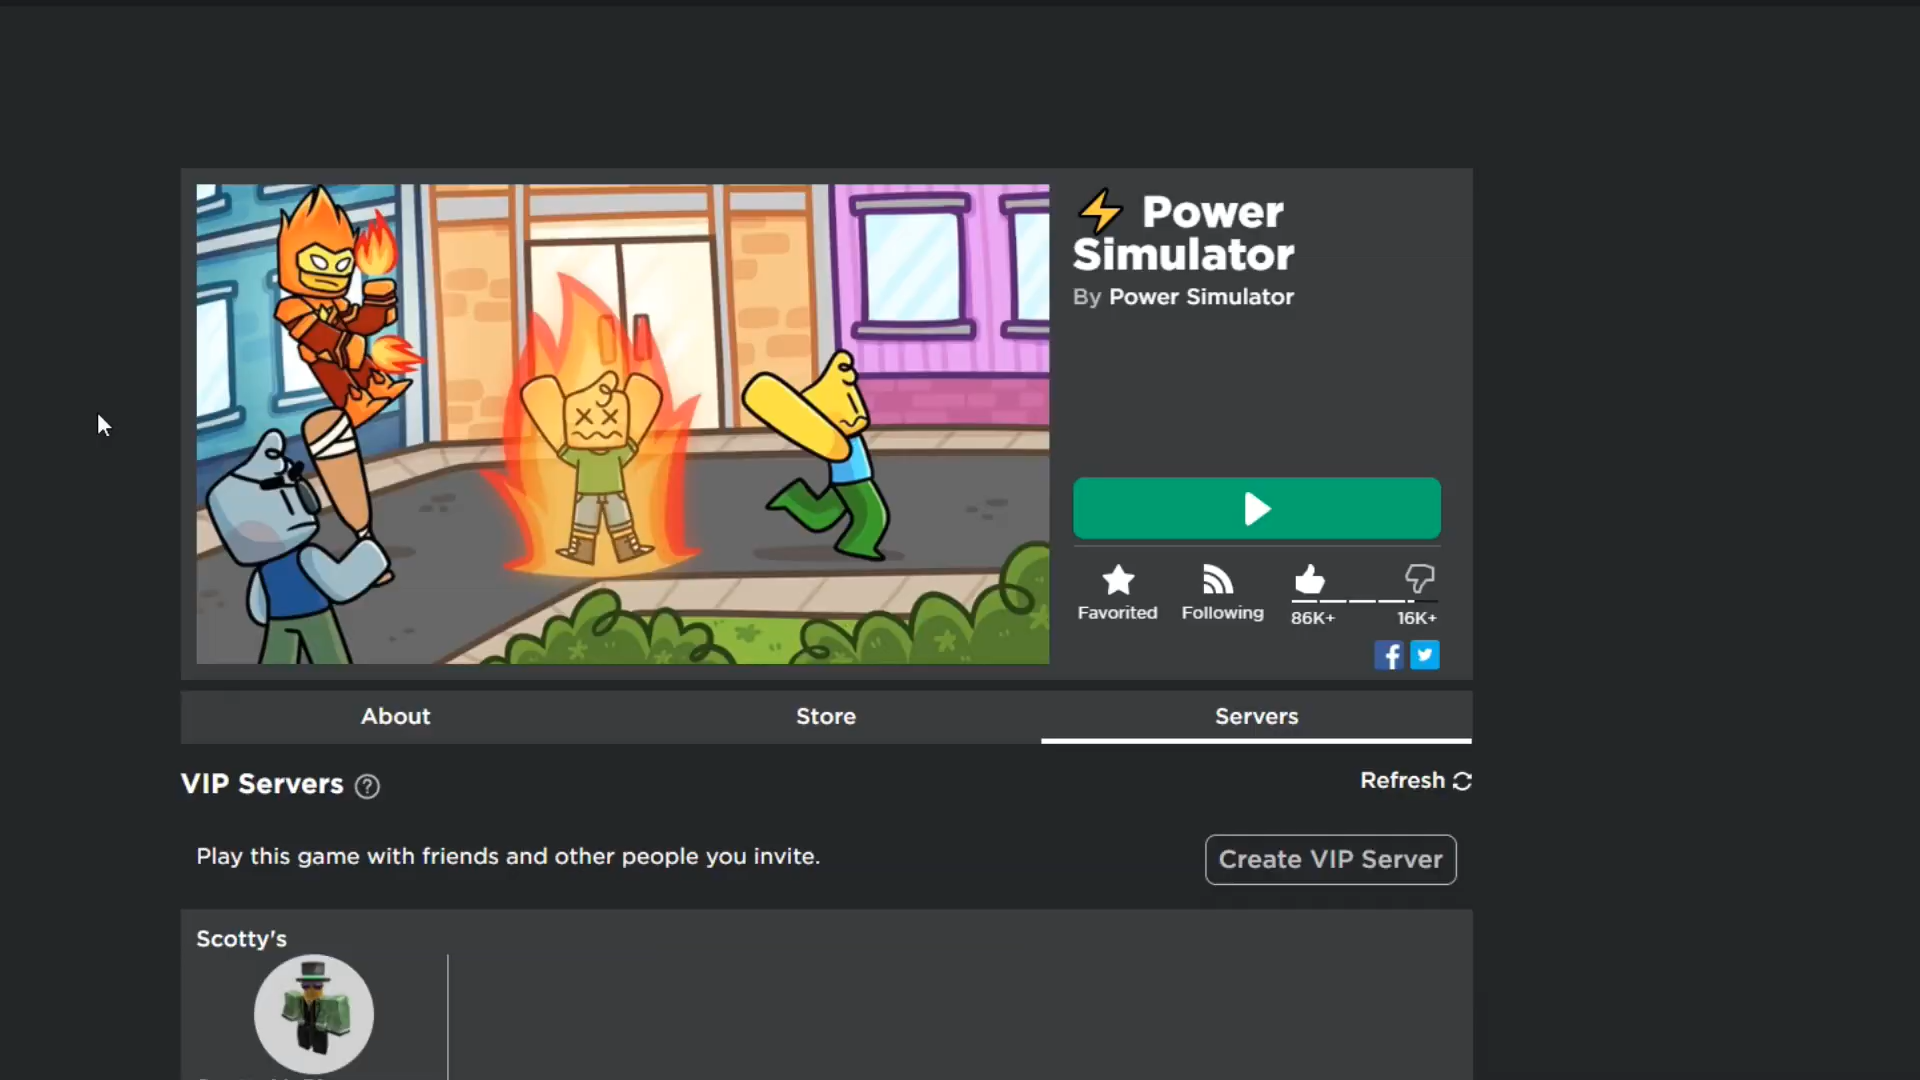 Power
Simulator
By Power Simulator
Favorited
Following
86K+
16K+
About
Store
Servers
VIP Servers
Refresh
Play this game with friends and other people you invite.
Create VIP Server
Scotty's